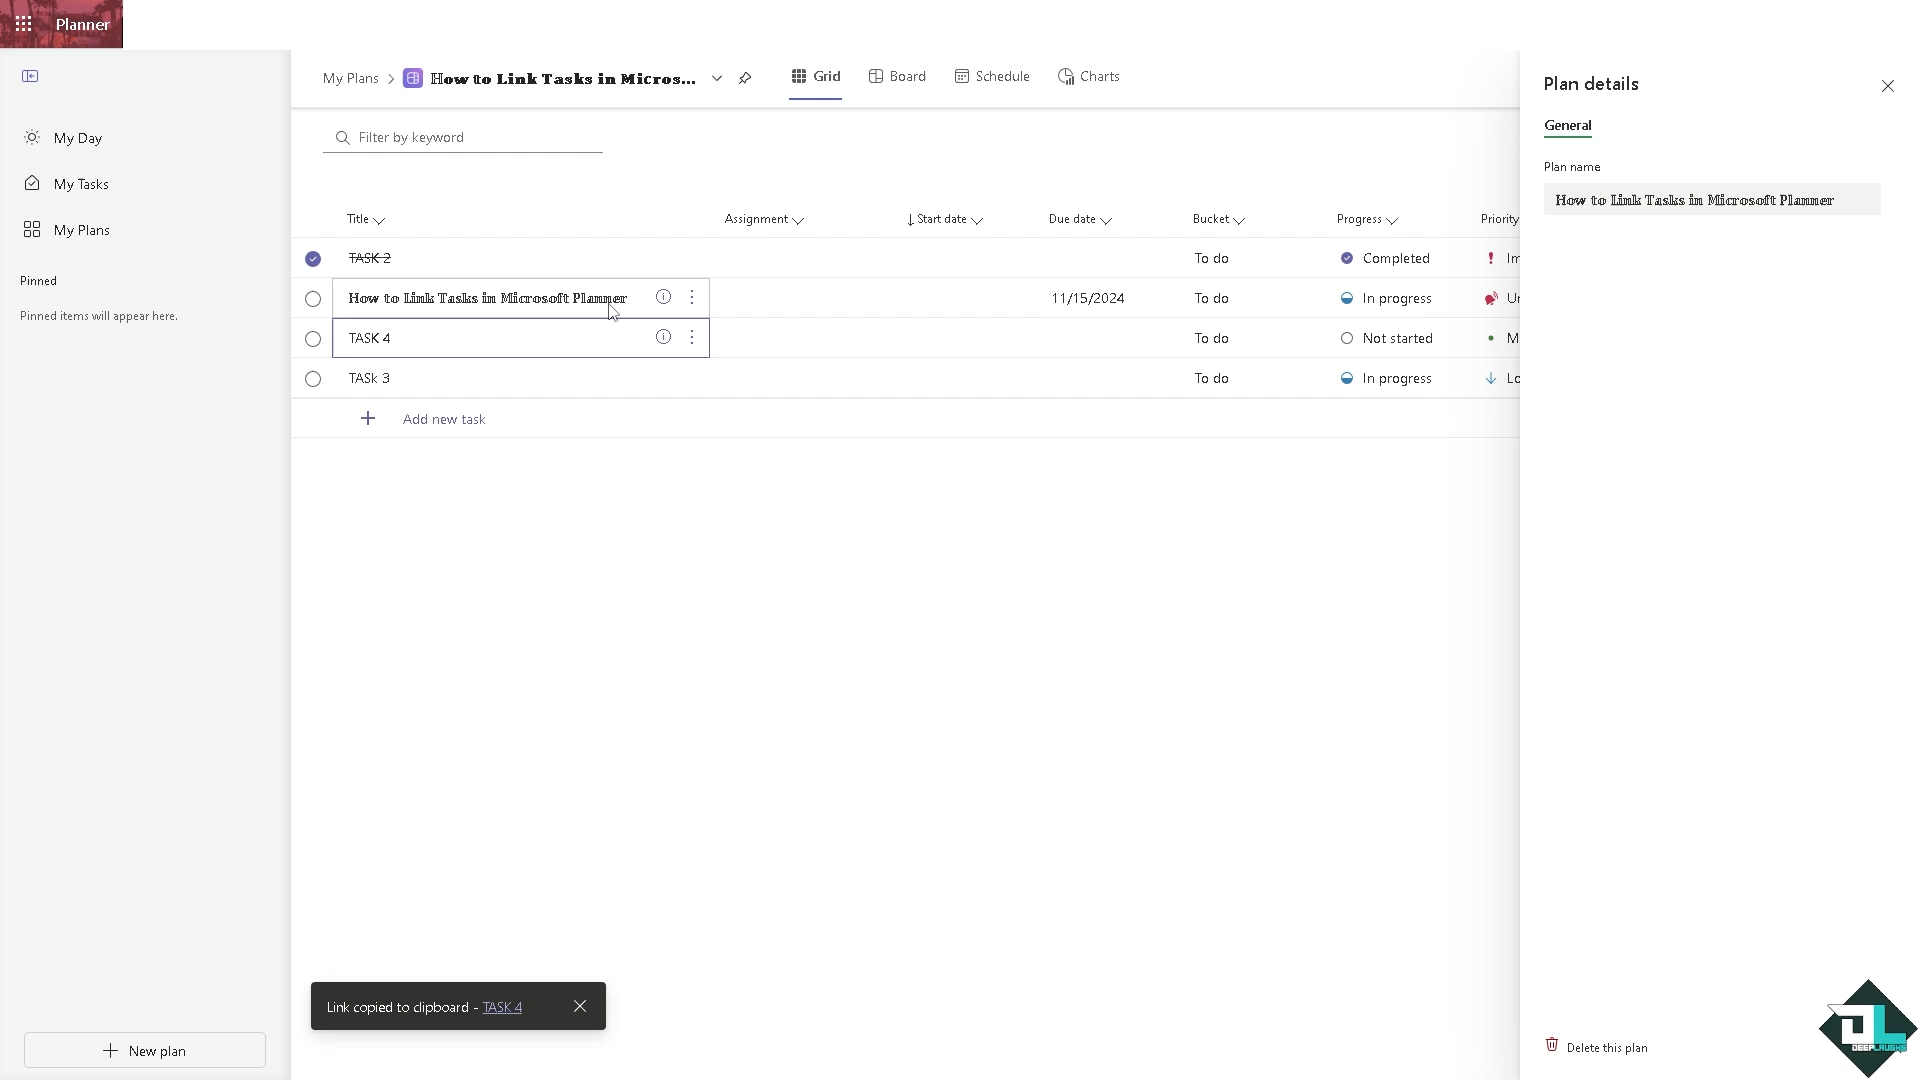 Planner
My Plans > How to Link Tasks in Micros...
Grid
Board
Schedule
Charts
Plan details
General
Plan name
How to Link Tasks in Microsoft Planner
My Day
My Tasks
My Plans
Pinned
Pinned items will appear here.
Filter by keyword
Title Assignment Start date Due date Bucket Progress Priority
TASK 2 To do Completed Im
How to Link Tasks in Microsoft Planner 11/15/2024 To do In progress Ur
TASK 4 To do Not started M
TASk 3 To do In progress Lo
Add new task
Link copied to clipboard - TASK 4
New plan
Delete this plan
DEEPLAUGHS